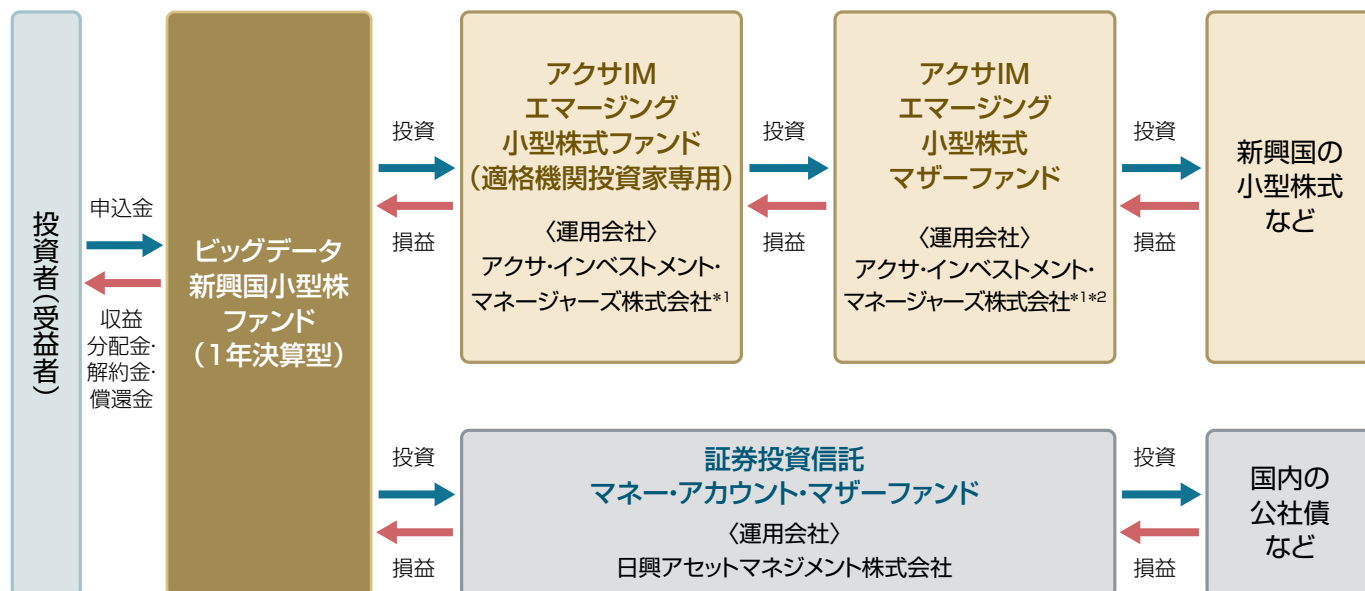 投資者(受益者)
申込金
収益
分配金・
解約金・
償還金
ビッグデータ
新興国小型株
ファンド
(1年決算型)
投資
損益
アクサIM
エマージング
小型株式ファンド
(適格機関投資家専用)
〈運用会社〉
アクサ・インベストメント・
マネージャーズ株式会社*1
投資
損益
アクサIM
エマージング
小型株式
マザーファンド
〈運用会社〉
アクサ・インベストメント・
マネージャーズ株式会社*1*2
投資
損益
新興国の
小型株式
など
投資
損益
証券投資信託
マネー・アカウント・マザーファンド
〈運用会社〉
日興アセットマネジメント株式会社
投資
損益
国内の
公社債
など